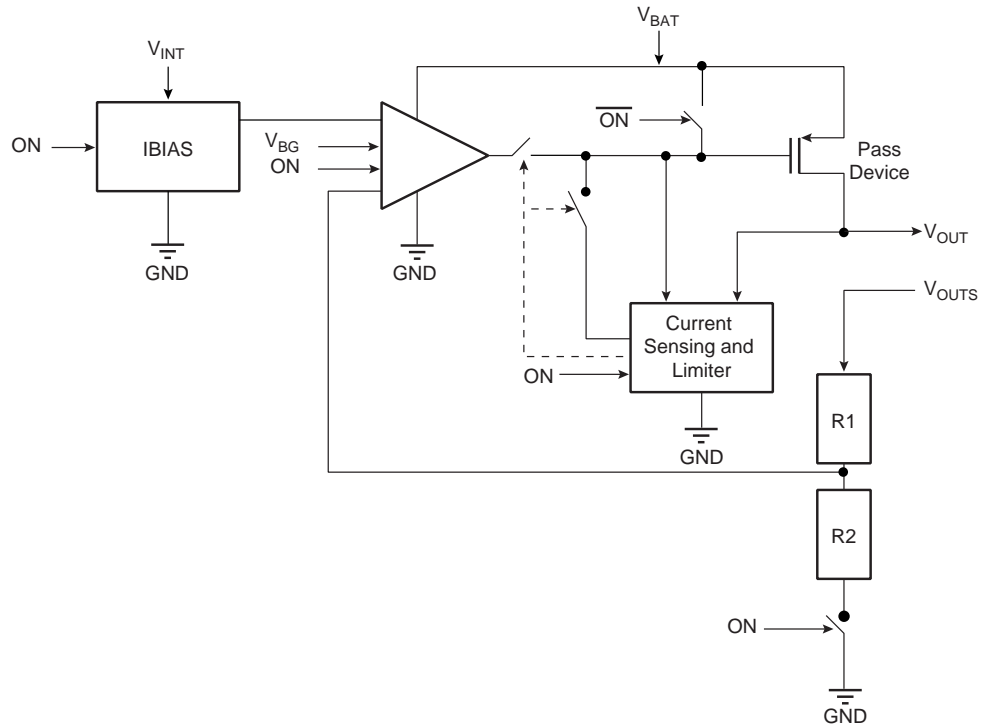 V_BAT
V_INT
ON
IBIAS
V_BG
ON
ON
Pass
Device
GND
GND
V_OUT
V_OUTS
Current
Sensing and
Limiter
ON
GND
R1
R2
ON
GND